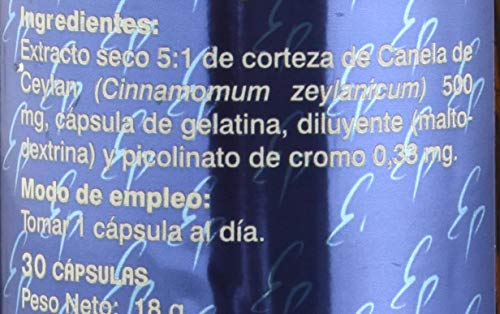 Ingredientes:
Extracto seco 5:1 de corteza de Canela de
Ceylam (Cinnamomum zeylanicum) 500
mg, cápsula de gelatina, diluyente (malto-
dextrina) y picolinato de cromo 0,33 mg.
Modo de empleo:
Tomar 1 cápsula al día.
30 CÁPSULAS
Peso Neto: 18 g